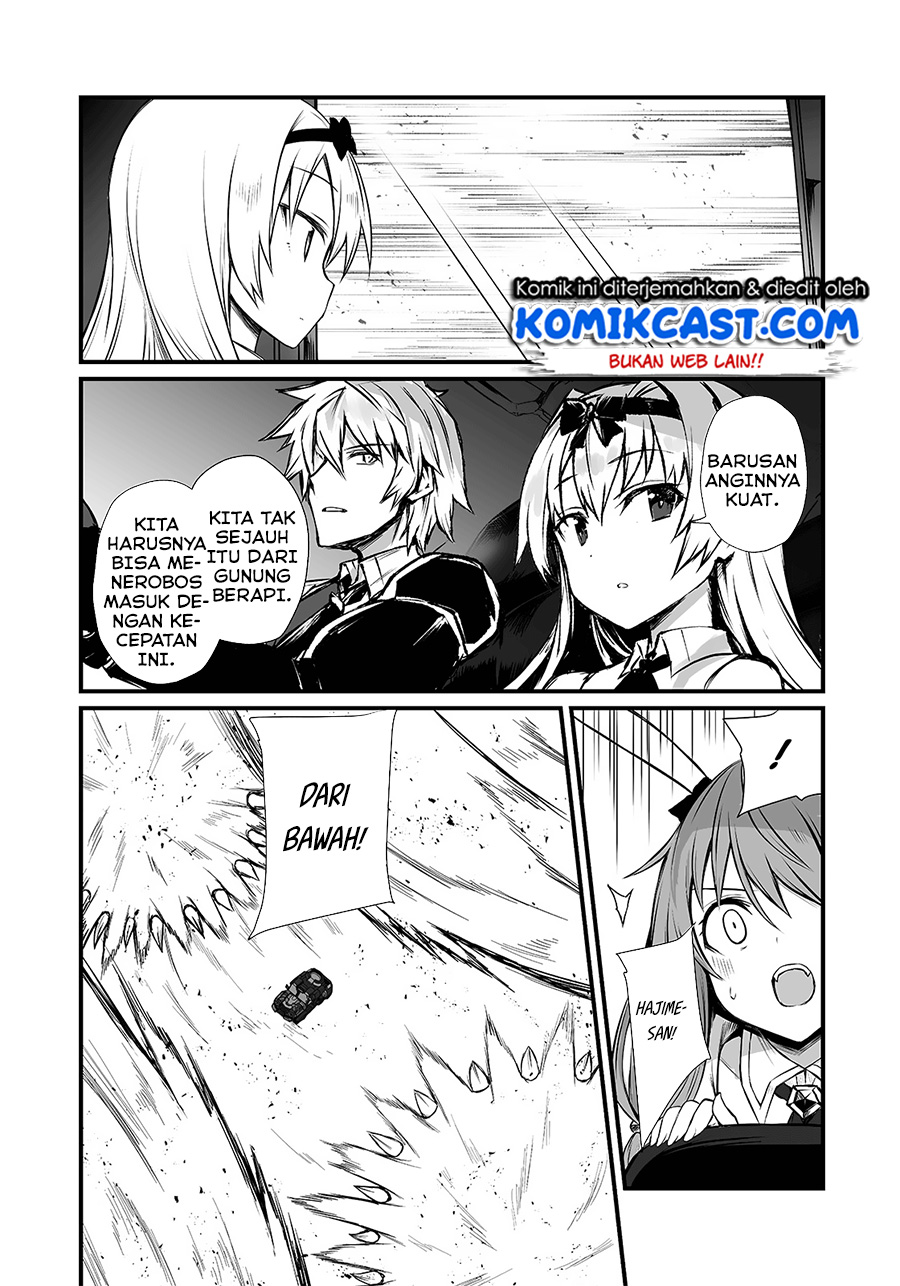 Komik ini diterjemahkan & diedit oleh
KOMIKCAST.COM
BUKAN WEB LAIN!!
BARUSAN
ANGINNYA
KUAT.
KITA TAK
SEJAUH
ITU DARI
GUNUNG
BERAPI.
KITA
HARUSNYA
BISA ME-
NEROBOS
MASUK DE-
NGAN KE-
CEPATAN
INI.
!
HAJIME-
SAN!
DARI
BAWAH!